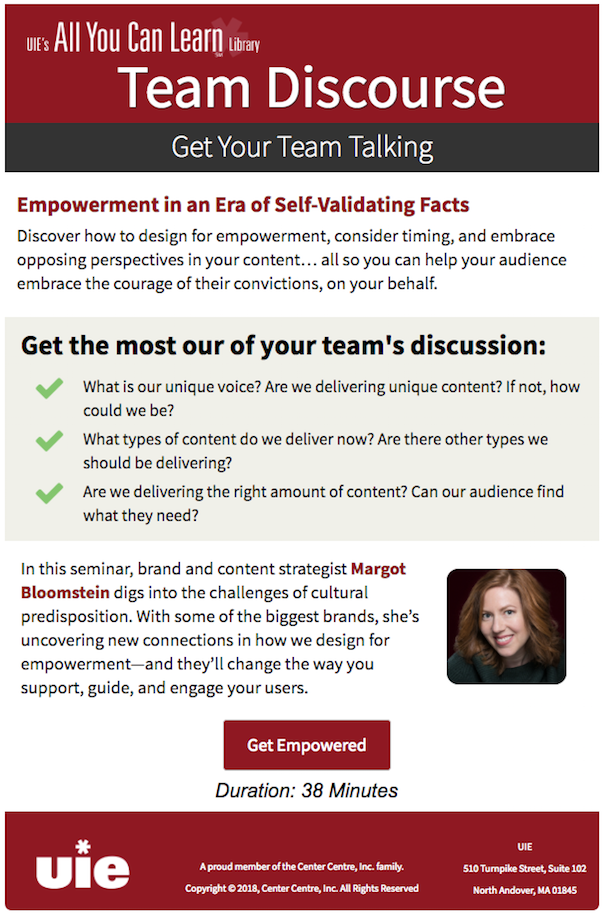 UIE's All You Can Learn Library
Team Discourse
Get Your Team Talking
Empowerment in an Era of Self-Validating Facts
Discover how to design for empowerment, consider timing, and embrace
opposing perspectives in your content… all so you can help your audience
embrace the courage of their convictions, on your behalf.
Get the most our of your team's discussion:
What is our unique voice? Are we delivering unique content? If not, how
could we be?
What types of content do we deliver now? Are there other types we
should be delivering?
Are we delivering the right amount of content? Can our audience find
what they need?
In this seminar, brand and content strategist Margot
Bloomstein digs into the challenges of cultural
predisposition. With some of the biggest brands, she's
uncovering new connections in how we design for
empowerment—and they'll change the way you
support, guide, and engage your users.
Get Empowered
Duration: 38 Minutes
uie
A proud member of the Center Centre, Inc. family.
Copyright © 2018, Center Centre, Inc. All Rights Reserved
UIE
510 Turnpike Street, Suite 102
North Andover, MA 01845